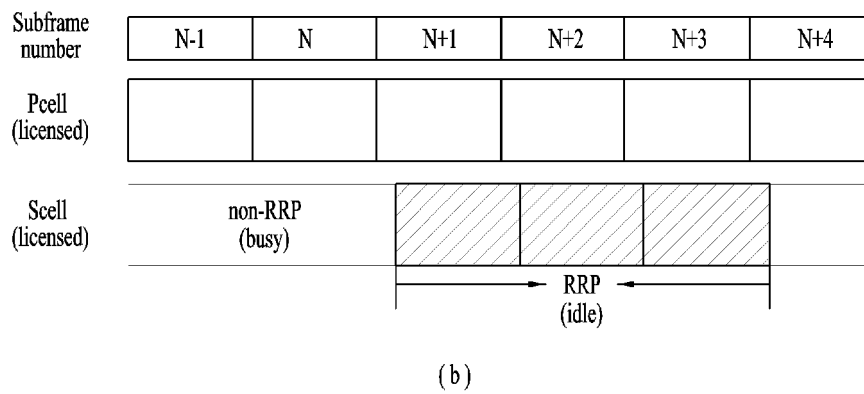 Subframe
number
N-1 N N+1 N+2 N+3 N+4
Pcell
(licensed)
Scell
(licensed)
non-RRP
(busy)
RRP
(idle)
(b)